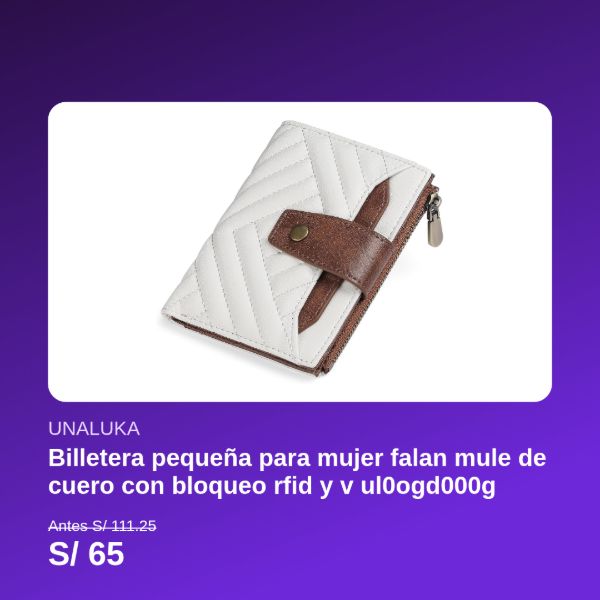 UNALUKA
Billetera pequeña para mujer falan mule de
cuero con bloqueo rfid y v ul0ogd000g
Antes S/ 111.25
S/ 65